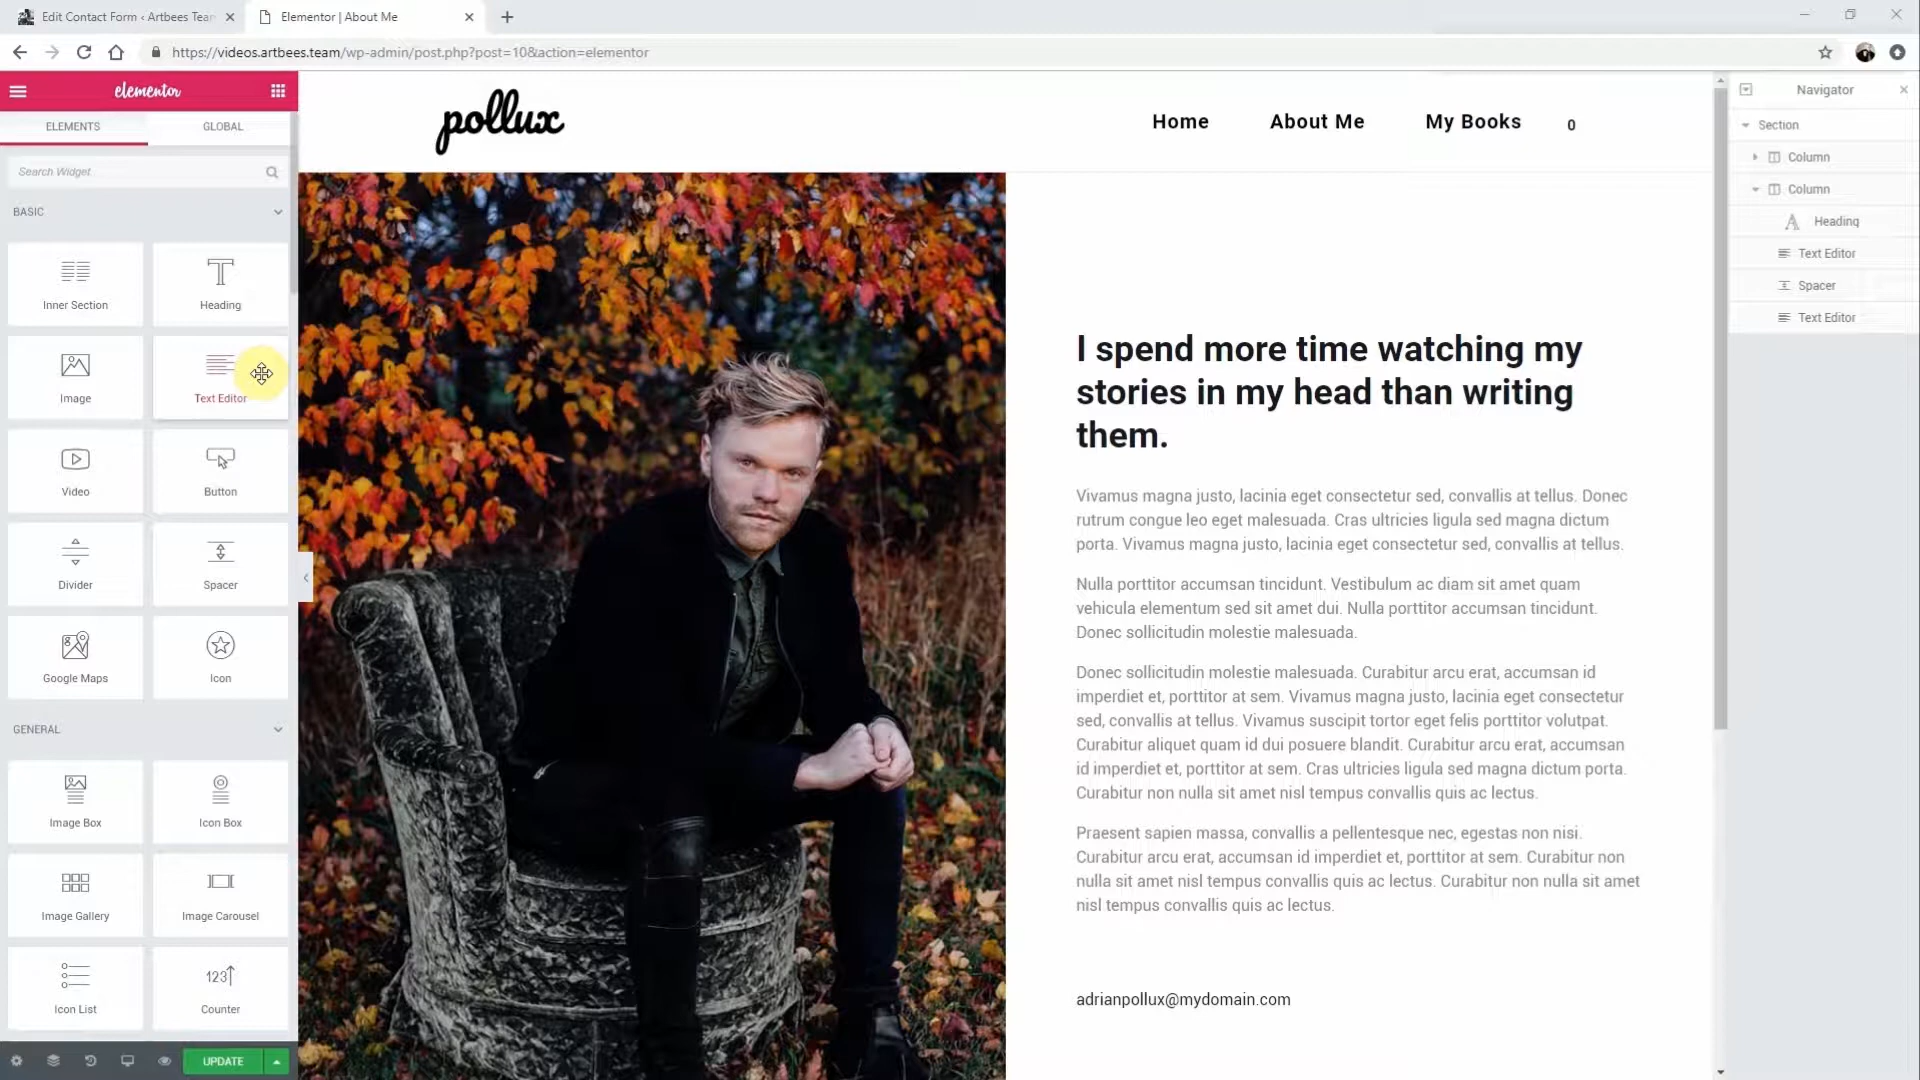 Edit Contact Form ‹ Artbees Tean
Elementor | About Me
https://videos.artbees.team/wp-admin/post.php?post=10&action=elementor
elementor
ELEMENTS
GLOBAL
Search Widget
BASIC
Inner Section
Heading
Image
Text Editor
Video
Button
Divider
Spacer
Google Maps
Icon
GENERAL
Image Box
Icon Box
Image Gallery
Image Carousel
123
Icon List
Counter
UPDATE
pollux
Home
About Me
My Books
0
I spend more time watching my
stories in my head than writing
them.
Vivamus magna justo, lacinia eget consectetur sed, convallis at tellus. Donec
rutrum congue leo eget malesuada. Cras ultricies ligula sed magna dictum
porta. Vivamus magna justo, lacinia eget consectetur sed, convallis at tellus.
Nulla porttitor accumsan tincidunt. Vestibulum ac diam sit amet quam
vehicula elementum sed sit amet dui. Nulla porttitor accumsan tincidunt.
Donec sollicitudin molestie malesuada.
Donec sollicitudin molestie malesuada. Curabitur arcu erat, accumsan id
imperdiet et, porttitor at sem. Vivamus magna justo, lacinia eget consectetur
sed, convallis at tellus. Vivamus suscipit tortor eget felis porttitor volutpat.
Curabitur aliquet quam id dui posuere blandit. Curabitur arcu erat, accumsan
id imperdiet et, porttitor at sem. Cras ultricies ligula sed magna dictum porta.
Curabitur non nulla sit amet nisl tempus convallis quis ac lectus.
Praesent sapien massa, convallis a pellentesque nec, egestas non nisi.
Curabitur arcu erat, accumsan id imperdiet et, porttitor at sem. Curabitur non
nulla sit amet nisl tempus convallis quis ac lectus. Curabitur non nulla sit amet
nisl tempus convallis quis ac lectus.
adrianpollux@mydomain.com
Navigator
Section
Column
Column
Heading
Text Editor
Spacer
Text Editor